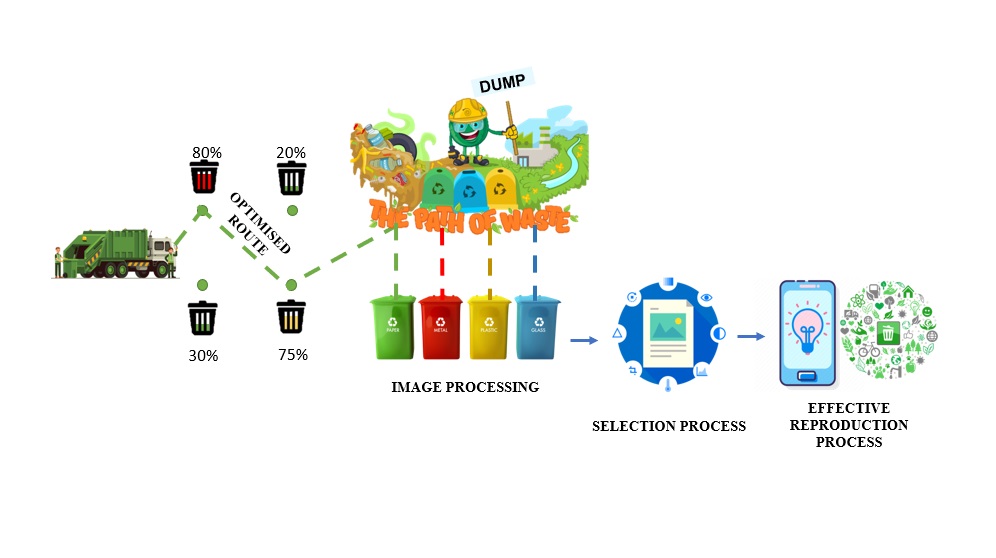 DUMP
80%
20%
OPTIMISED
ROUTE
THE PATH OF WASTE
30%
75%
PAPER
METAL
PLASTIC
GLASS
IMAGE PROCESSING
SELECTION PROCESS
EFFECTIVE
REPRODUCTION
PROCESS